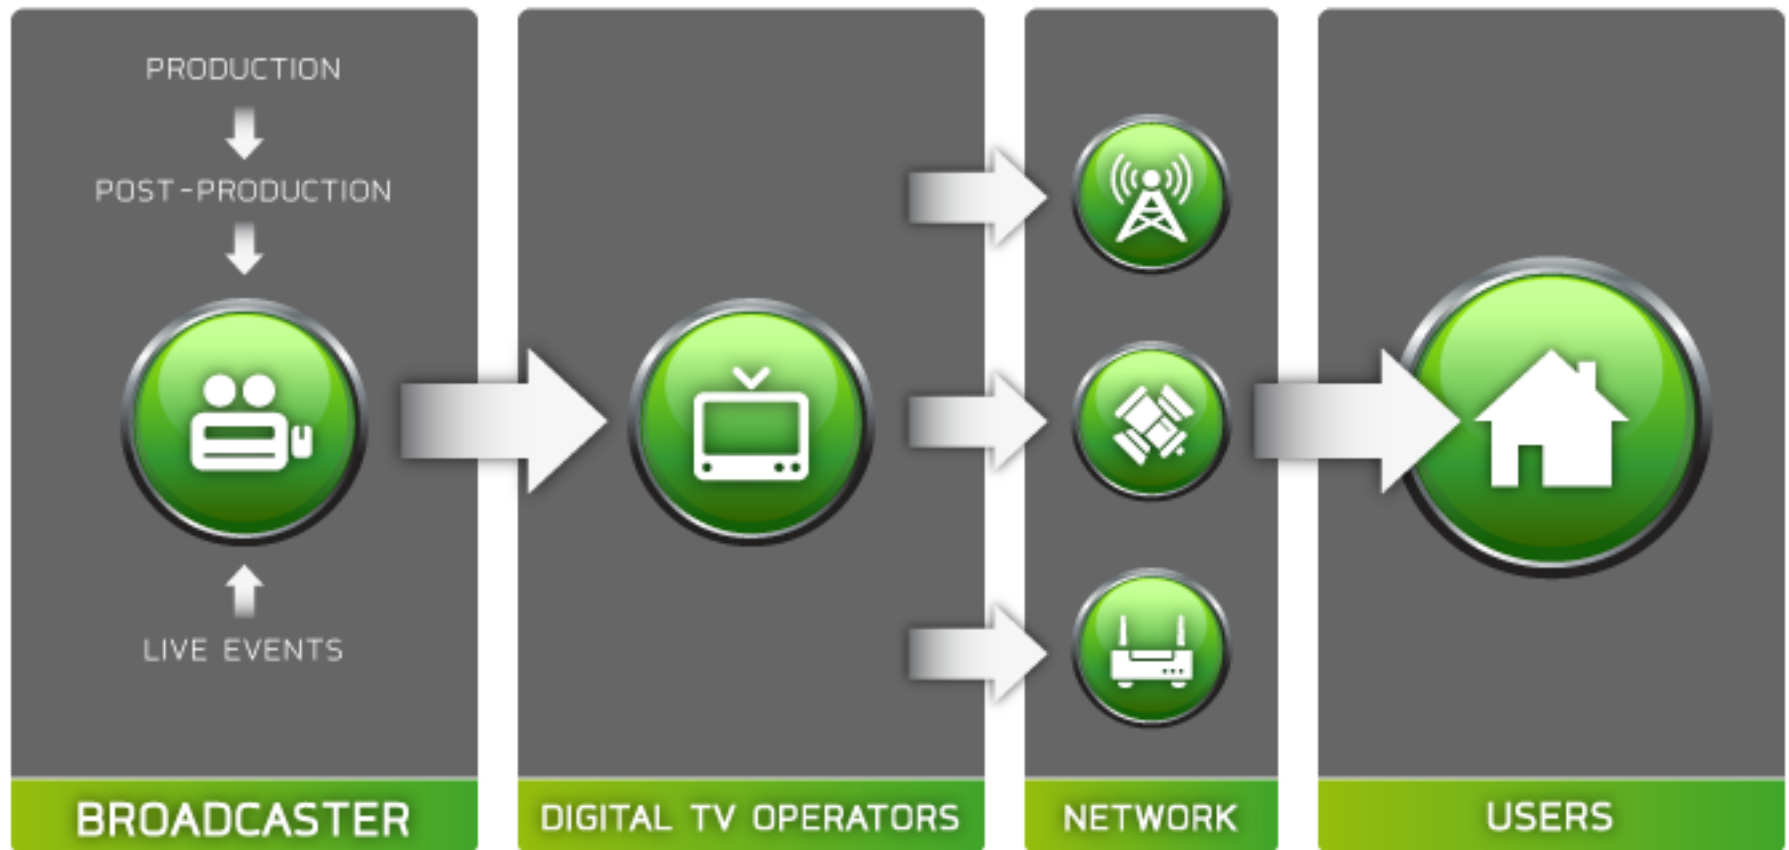 PRODUCTION
POST-PRODUCTION
LIVE EVENTS
BROADCASTER
DIGITAL TV OPERATORS
NETWORK
USERS